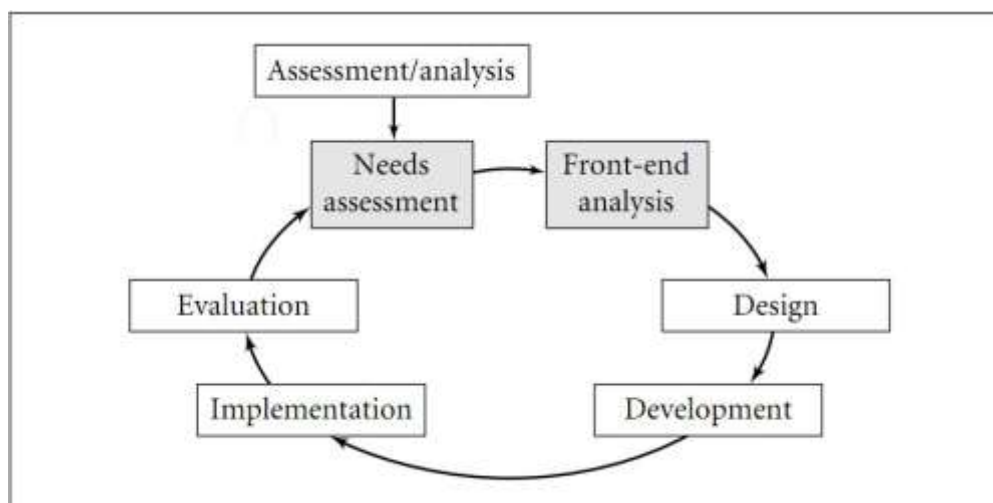 Assessment/analysis
Needs
assessment
Front-end
analysis
Evaluation
Design
Implementation
Development